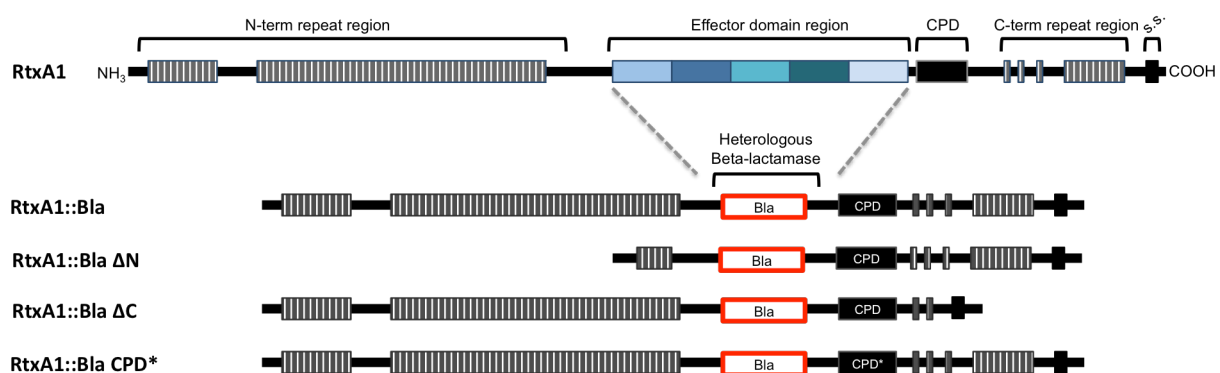 N-term repeat region
Effector domain region
CPD
C-term repeat region
s.s.
RtxA1
NH3
COOH
Heterologous
Beta-lactamase
RtxA1::Bla
Bla
CPD
RtxA1::Bla ΔN
Bla
CPD
RtxA1::Bla ΔC
Bla
CPD
RtxA1::Bla CPD*
Bla
CPD*